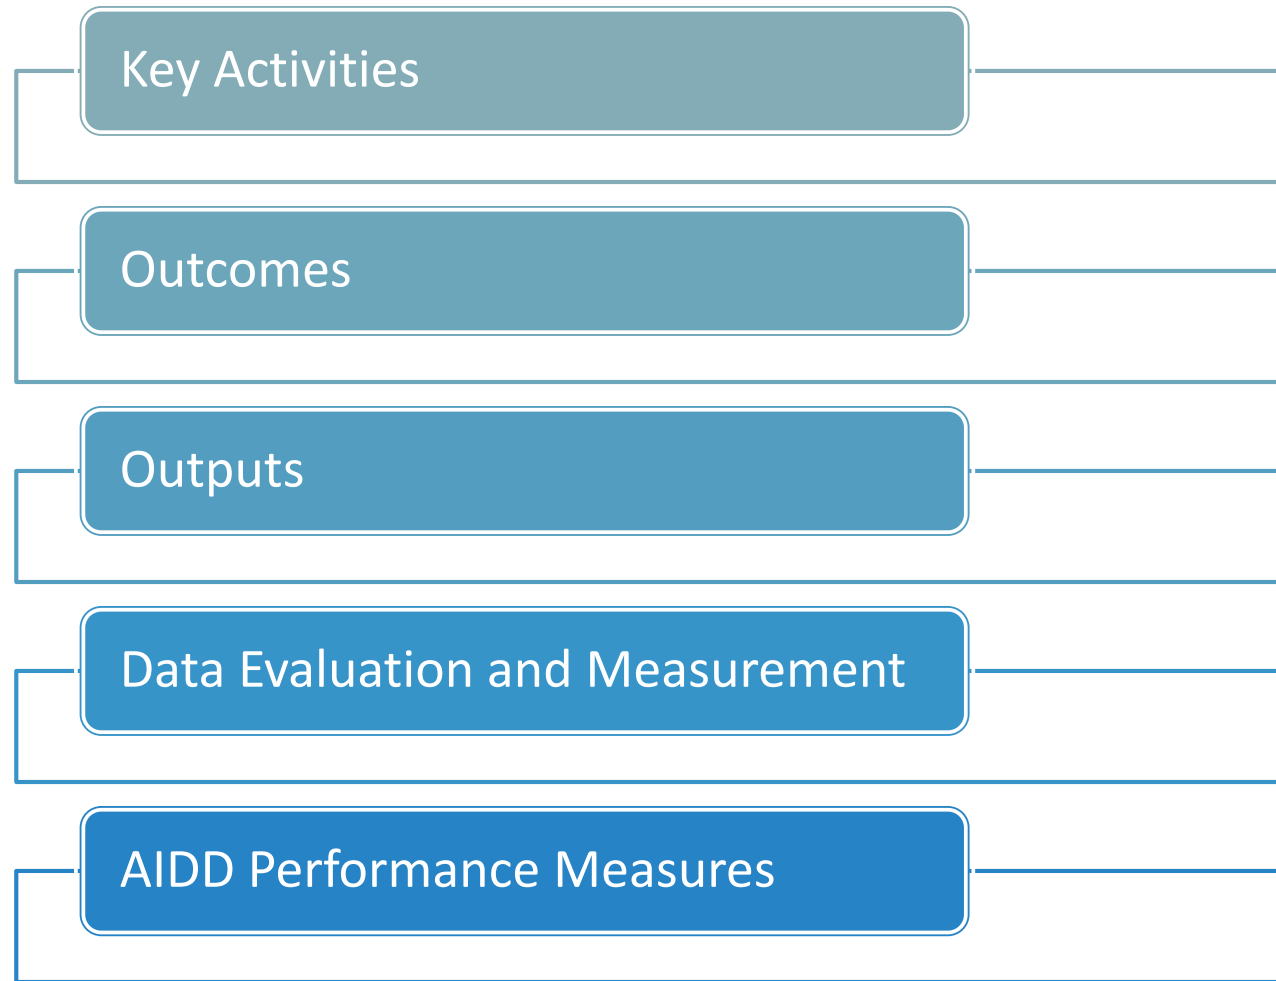 Key Activities
Outcomes
Outputs
Data Evaluation and Measurement
AIDD Performance Measures